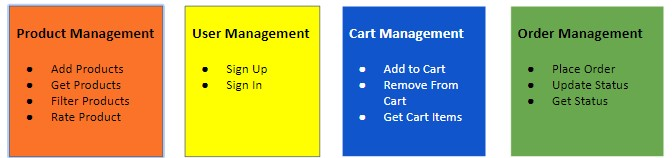 Product Management
● Add Products
● Get Products
● Filter Products
● Rate Product
User Management
● Sign Up
● Sign In
Cart Management
● Add to Cart
● Remove From
Cart
● Get Cart Items
Order Management
● Place Order
● Update Status
● Get Status